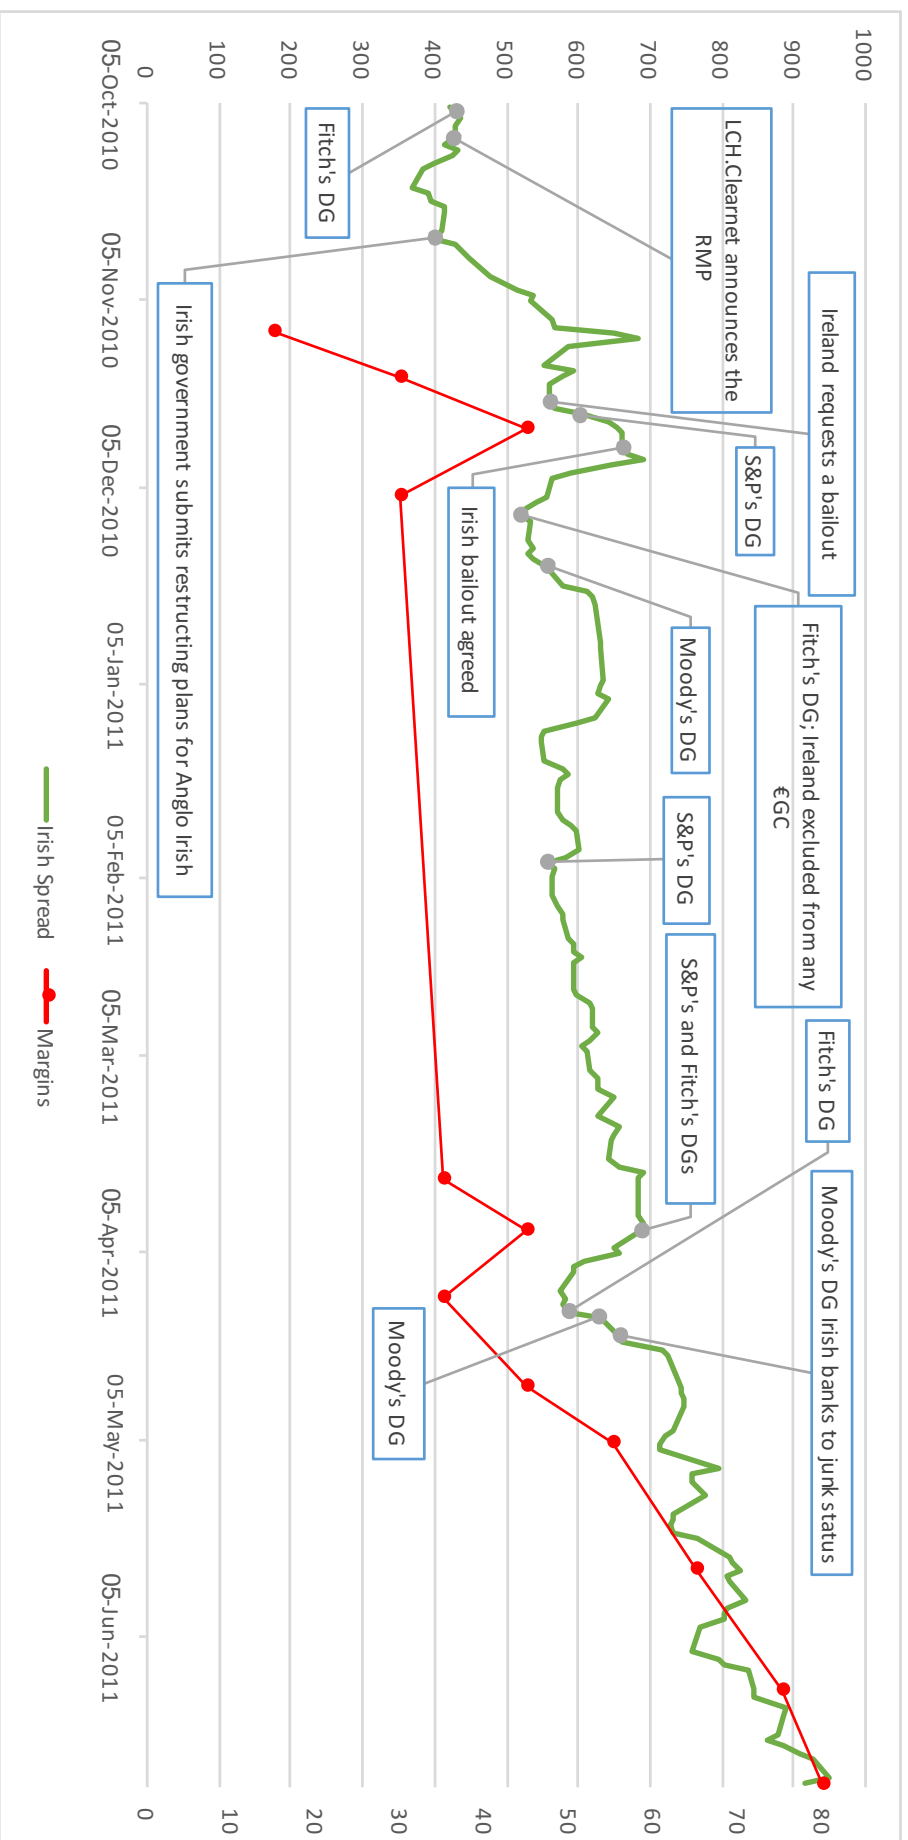 1000
900
800
700
600
500
400
300
200
100
0
LCH.Clearnet announces the
RMP
Ireland requests a bailout
S&P's DG
Fitch's DG; Ireland excluded from any
€GC
Moody's DG
S&P's DG
S&P's and Fitch's DGs
Fitch's DG
Moody's DG Irish banks to junk status
Fitch's DG
Irish bailout agreed
Moody's DG
Irish government submits restructing plans for Anglo Irish
80
70
60
50
40
30
20
10
0
05-Oct-2010
05-Nov-2010
05-Dec-2010
05-Jan-2011
05-Feb-2011
05-Mar-2011
05-Apr-2011
05-May-2011
05-Jun-2011
Irish Spread
Margins